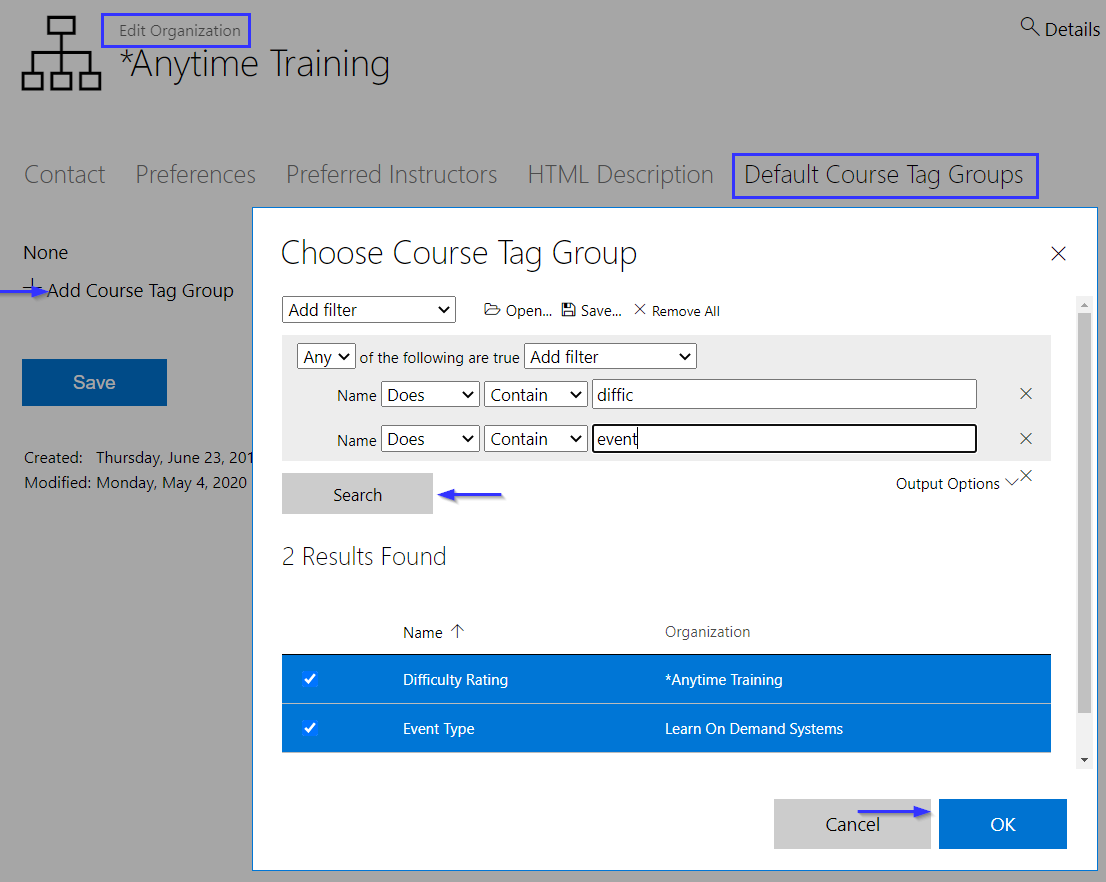 Edit Organization
Details
*Anytime Training
Contact Preferences Preferred Instructors HTML Description Default Course Tag Groups
None
Add Course Tag Group
Save
Created: Thursday, June 23, 201
Modified: Monday, May 4, 2020
Choose Course Tag Group
Add filter Open... Save... Remove All
Any of the following are true Add filter
Name Does Contain diffic
Name Does Contain event
Search
Output Options
2 Results Found
Name Organization
Difficulty Rating *Anytime Training
Event Type Learn On Demand Systems
Cancel OK